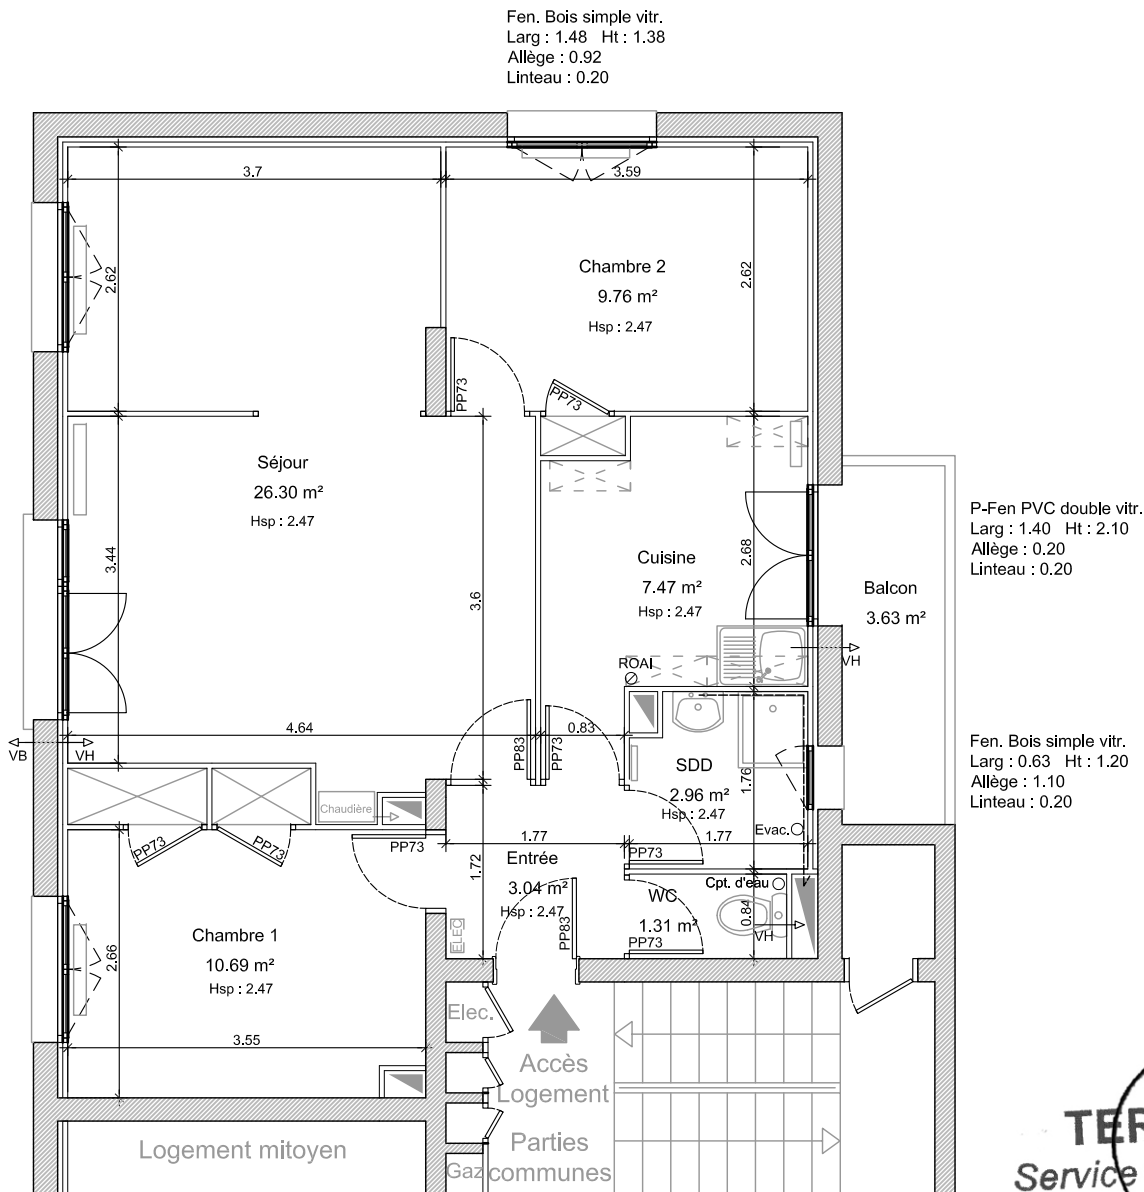 Fen. Bois simple vitr.
Larg : 1.48 Ht : 1.38
Allège : 0.92
Linteau : 0.20
3.7
3.59
2.62
2.62
Chambre 2
9.76 m²
Hsp : 2.47
PP73
PP73
Séjour
26.30 m²
Hsp : 2.47
3.44
3.6
2.68
Cuisine
7.47 m²
Hsp : 2.47
P-Fen PVC double vitr.
Larg : 1.40 Ht : 2.10
Allège : 0.20
Linteau : 0.20
Balcon
3.63 m²
ROAI
VH
4.64
0.83
VB
VH
PP83
PP73
Fen. Bois simple vitr.
Larg : 0.63 Ht : 1.20
Allège : 1.10
Linteau : 0.20
SDD
2.96 m²
Hsp : 2.47
1.76
Chaudière
Evac.
PP73
PP73
PP73
1.77
1.77
PP73
1.72
Entrée
3.04 m²
Hsp : 2.47
ELEC
PP83
Cpt. d'eau
WC
1.31 m²
0.84
PP73
VH
Chambre 1
10.69 m²
Hsp : 2.47
2.66
3.55
Elec.
Accès
Logement
Parties
communes
Gaz
Logement mitoyen
Service